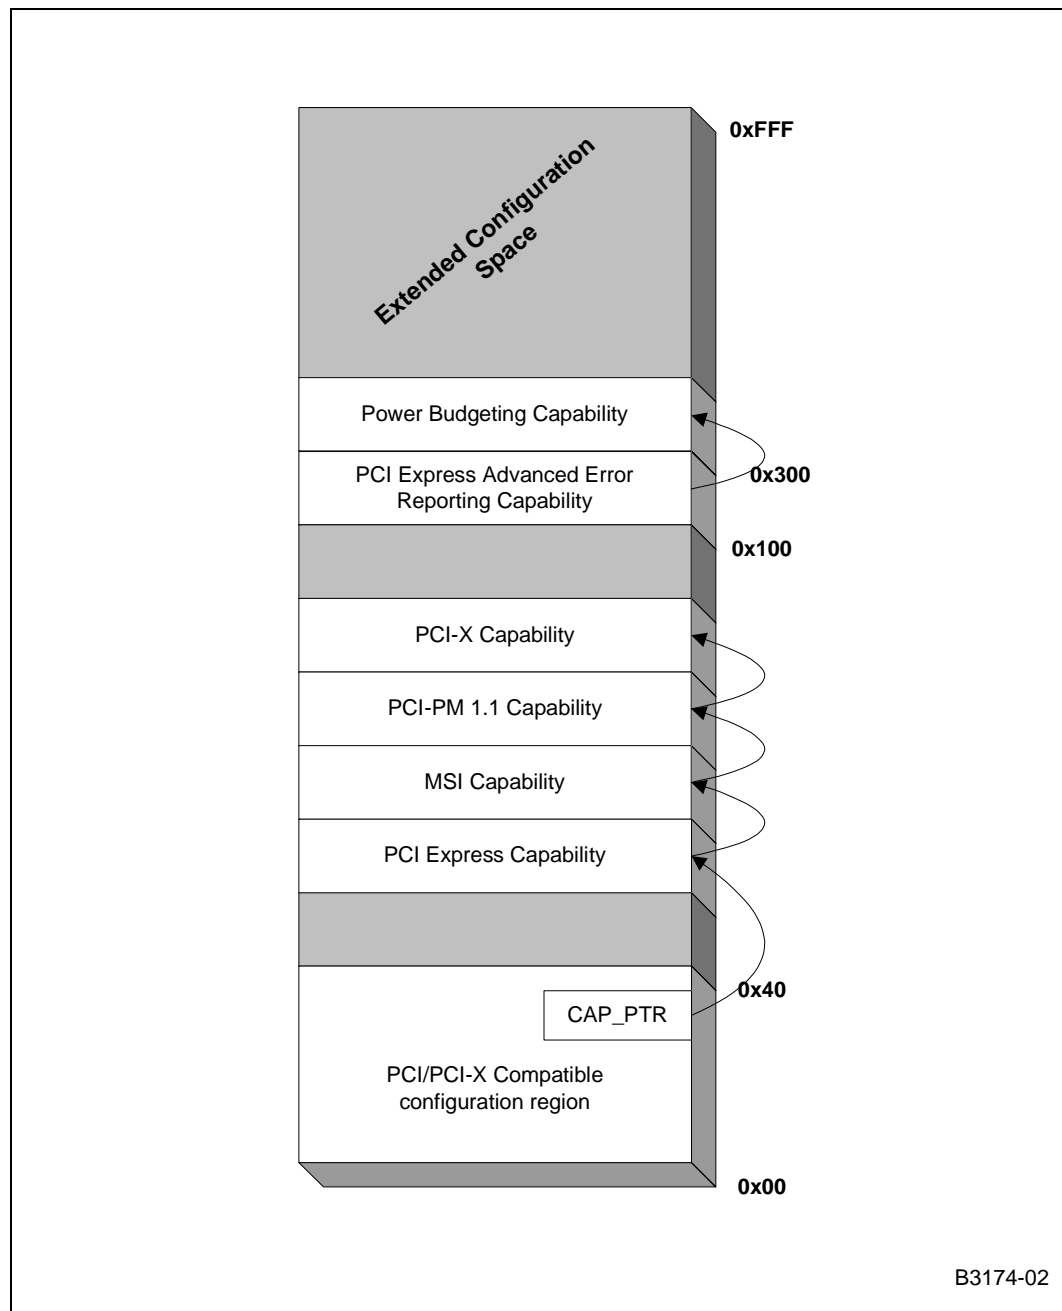 0xFFF
Extended Configuration
Space
Power Budgeting Capability
PCI Express Advanced Error
Reporting Capability
0x300
0x100
PCI-X Capability
PCI-PM 1.1 Capability
MSI Capability
PCI Express Capability
0x40
CAP_PTR
PCI/PCI-X Compatible
configuration region
0x00
B3174-02